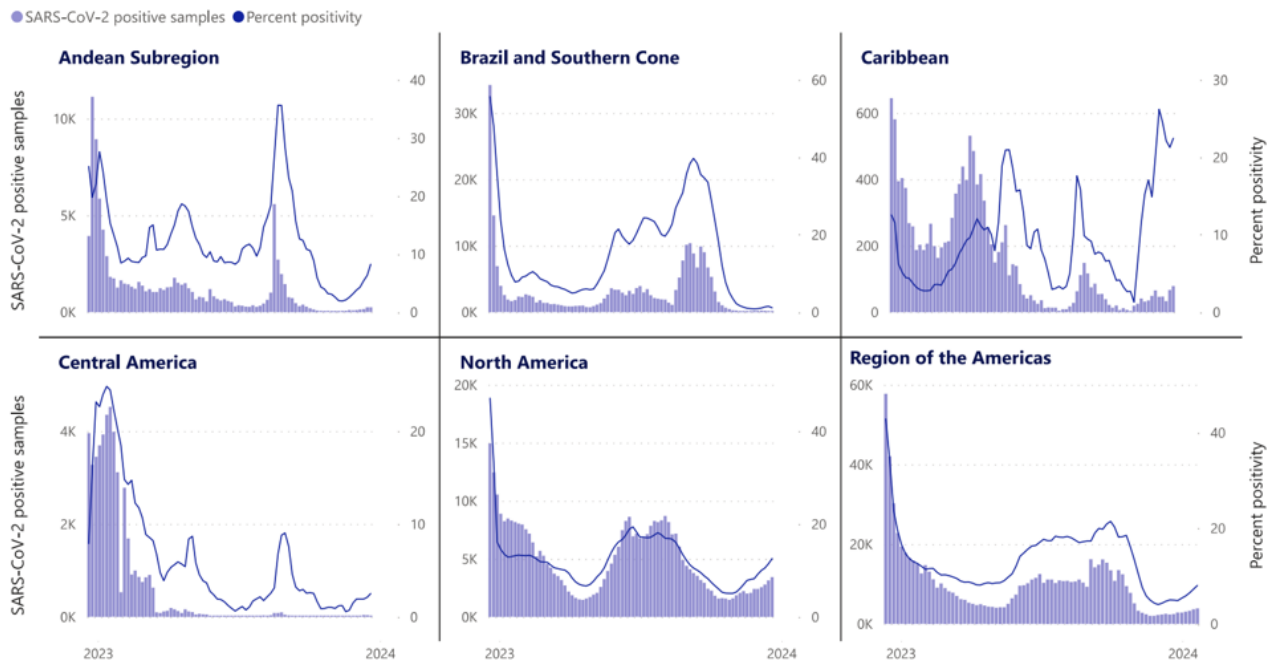 SARS-CoV-2 positive samples Percent positivity
Andean Subregion
Brazil and Southern Cone
Caribbean
SARS-CoV-2 positive samples
10K
5K
0K
40
30
20
10
0
30K
20K
10K
0K
60
40
20
0
600
400
200
0
30
20
10
0
Percent positivity
Central America
North America
Region of the Americas
SARS-CoV-2 positive samples
4K
2K
0K
20
10
0
20K
15K
10K
5K
0K
40
20
0
60K
40K
20K
0K
40
20
0
Percent positivity
2023 2024 2023 2024 2023 2024